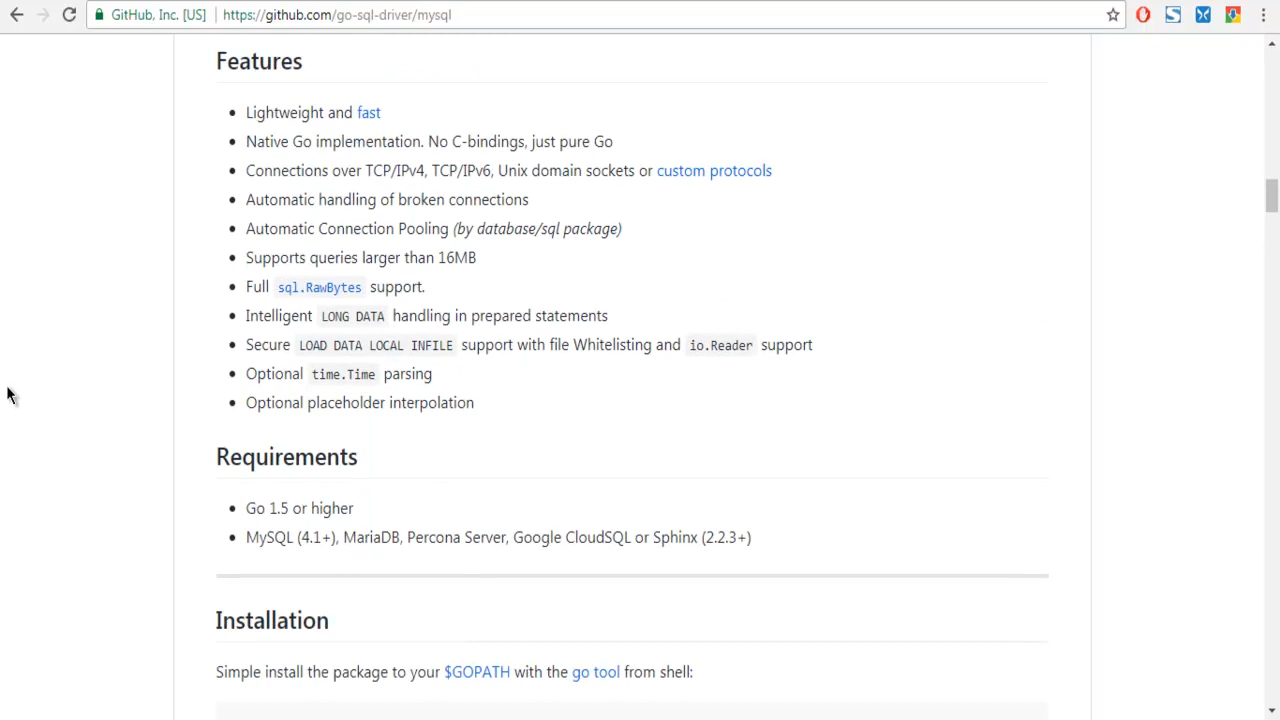 GitHub, Inc. [US] https://github.com/go-sql-driver/mysql
Features
Lightweight and fast
Native Go implementation. No C-bindings, just pure Go
Connections over TCP/IPv4, TCP/IPv6, Unix domain sockets or custom protocols
Automatic handling of broken connections
Automatic Connection Pooling (by database/sql package)
Supports queries larger than 16MB
Full sql.RawBytes support.
Intelligent LONG DATA handling in prepared statements
Secure LOAD DATA LOCAL INFILE support with file Whitelisting and io.Reader support
Optional time.Time parsing
Optional placeholder interpolation
Requirements
Go 1.5 or higher
MySQL (4.1+), MariaDB, Percona Server, Google CloudSQL or Sphinx (2.2.3+)
Installation
Simple install the package to your $GOPATH with the go tool from shell: